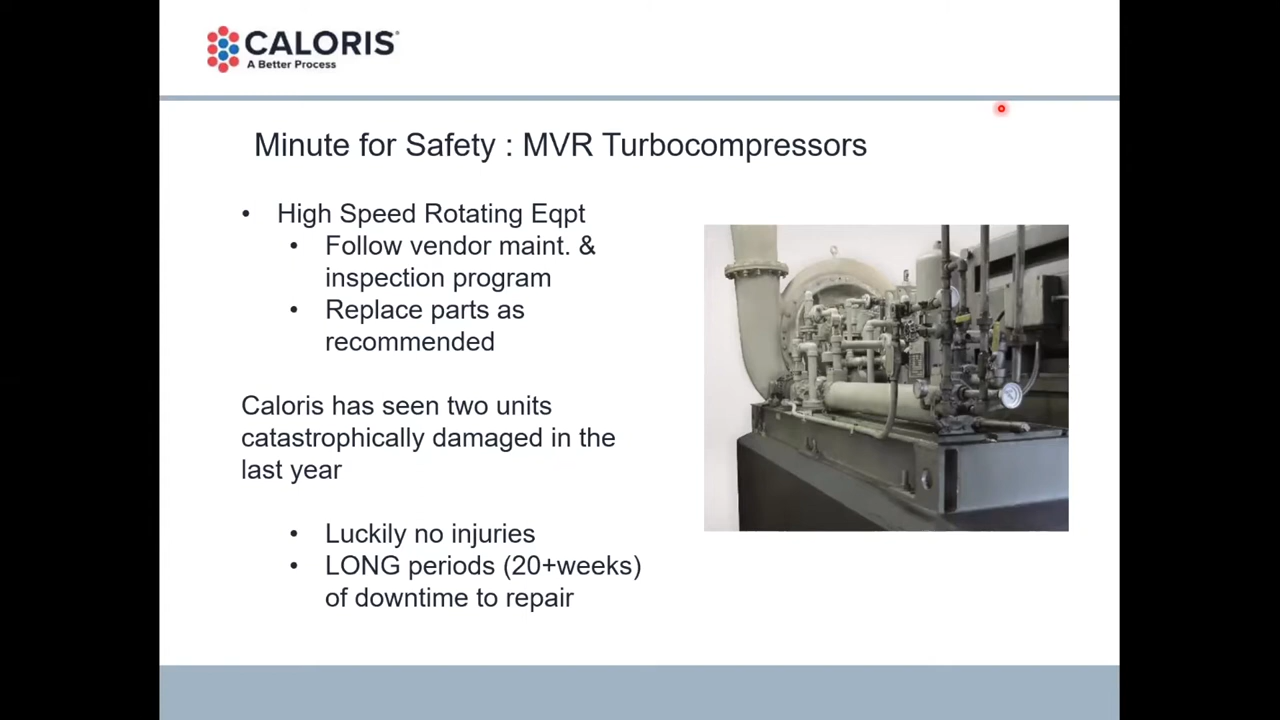 CALORIS
A Better Process
Minute for Safety : MVR Turbocompressors
• High Speed Rotating Eqpt
• Follow vendor maint. &
inspection program
• Replace parts as
recommended
Caloris has seen two units
catastrophically damaged in the
last year
• Luckily no injuries
• LONG periods (20+weeks)
of downtime to repair